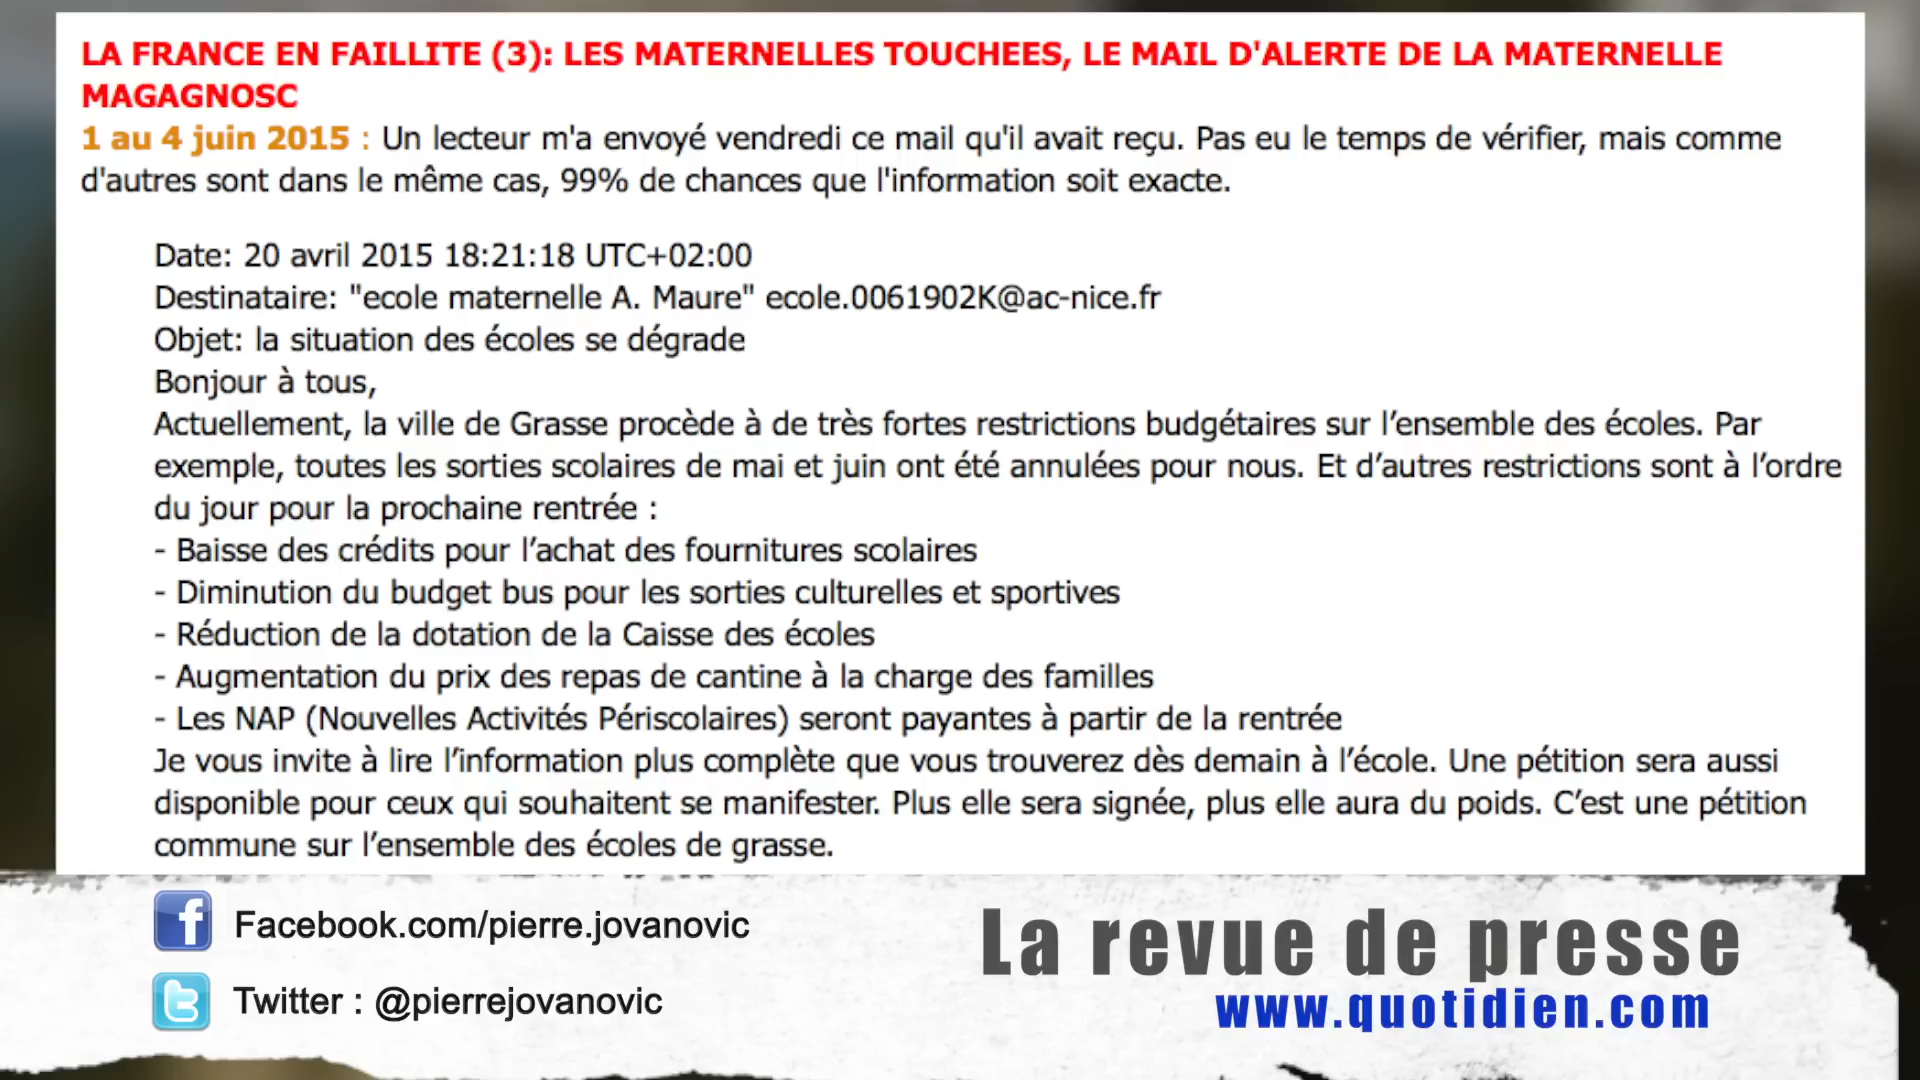 LA FRANCE EN FAILLITE (3): LES MATERNELLES TOUCHEES, LE MAIL D'ALERTE DE LA MATERNELLE
MAGAGNOSC
1 au 4 juin 2015 : Un lecteur m'a envoyé vendredi ce mail qu'il avait reçu. Pas eu le temps de vérifier, mais comme
d'autres sont dans le même cas, 99% de chances que l'information soit exacte.
Date: 20 avril 2015 18:21:18 UTC+02:00
Destinataire: "ecole maternelle A. Maure" ecole.0061902K@ac-nice.fr
Objet: la situation des écoles se dégrade
Bonjour à tous,
Actuellement, la ville de Grasse procède à de très fortes restrictions budgétaires sur l’ensemble des écoles. Par
exemple, toutes les sorties scolaires de mai et juin ont été annulées pour nous. Et d’autres restrictions sont à l’ordre
du jour pour la prochaine rentrée :
- Baisse des crédits pour l’achat des fournitures scolaires
- Diminution du budget bus pour les sorties culturelles et sportives
- Réduction de la dotation de la Caisse des écoles
- Augmentation du prix des repas de cantine à la charge des familles
- Les NAP (Nouvelles Activités Périscolaires) seront payantes à partir de la rentrée
Je vous invite à lire l’information plus complète que vous trouverez dès demain à l’école. Une pétition sera aussi
disponible pour ceux qui souhaitent se manifester. Plus elle sera signée, plus elle aura du poids. C’est une pétition
commune sur l’ensemble des écoles de grasse.
Facebook.com/pierre.jovanovic
Twitter : @pierrejovanovic
La revue de presse
www.quotidien.com